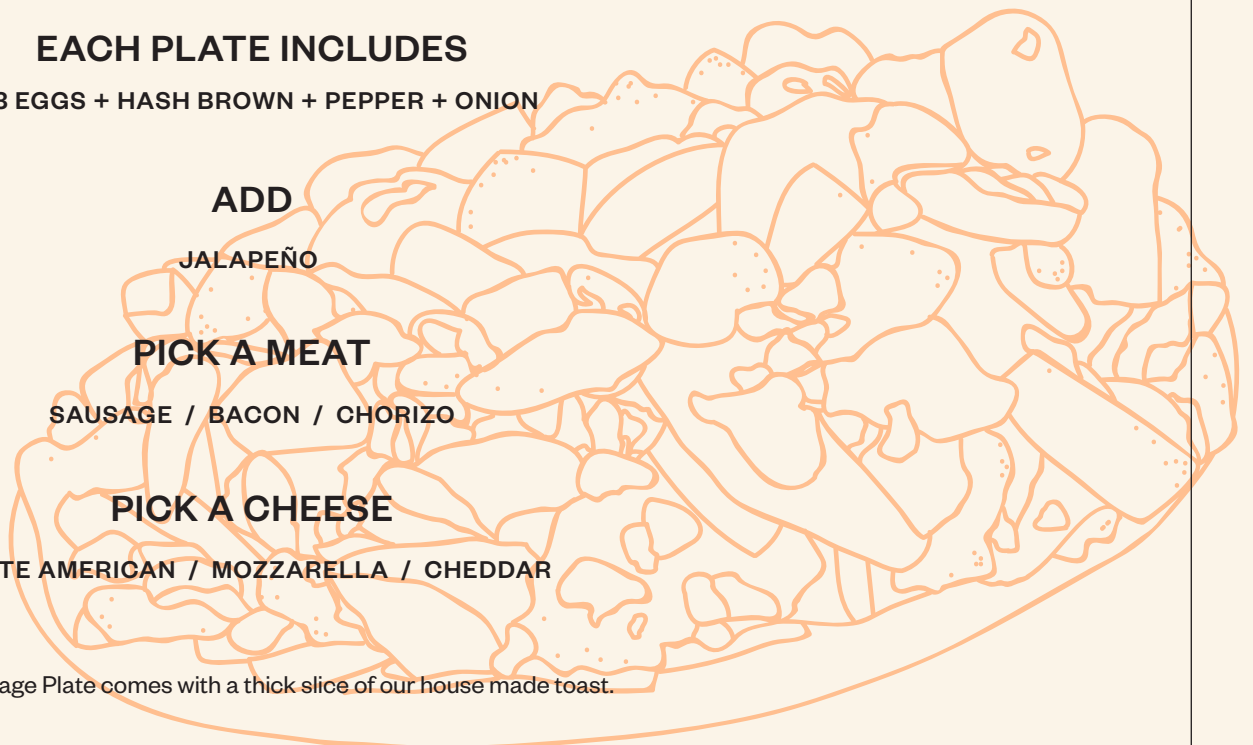 EACH PLATE INCLUDES
3 EGGS + HASH BROWN + PEPPER + ONION
ADD
JALAPEÑO
PICK A MEAT
SAUSAGE / BACON / CHORIZO
PICK A CHEESE
AMERICAN / MOZZARELLA / CHEDDAR
Plate comes with a thick slice of our house made toast.